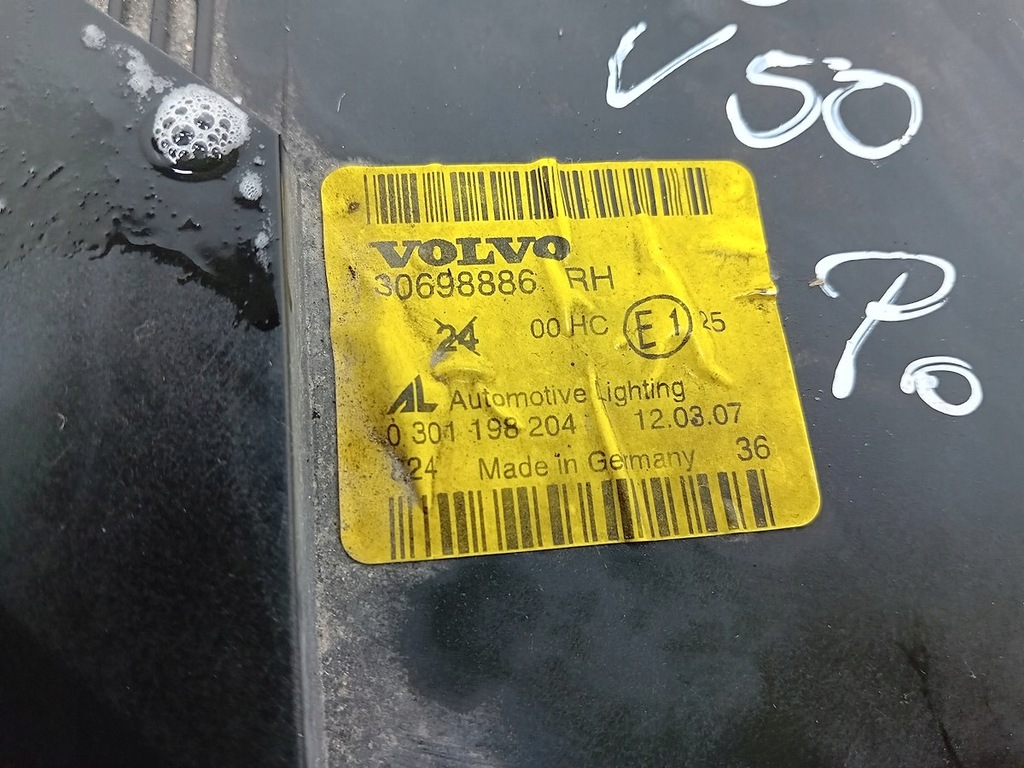 V50
Po
VOLVO
30698886 RH
24 00 HC E1 25
AL Automotive Lighting
0 301 198 204 12.03.07
24 Made in Germany 36